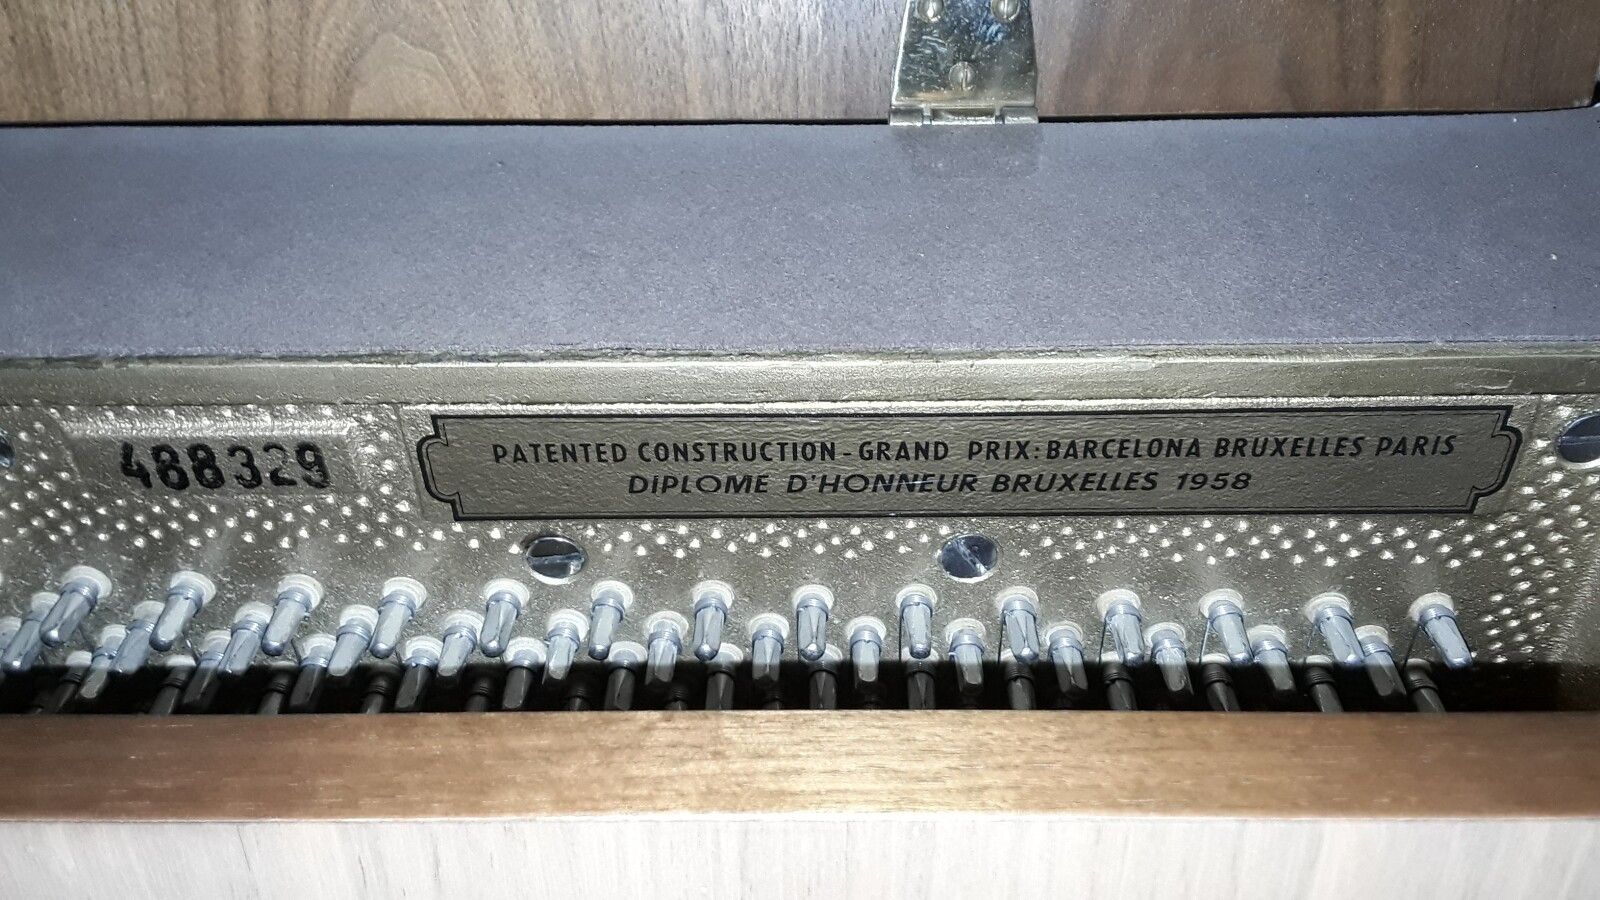 488329
PATENTED CONSTRUCTION - GRAND PRIX: BARCELONA BRUXELLES PARIS
DIPLOME D'HONNEUR BRUXELLES 1958